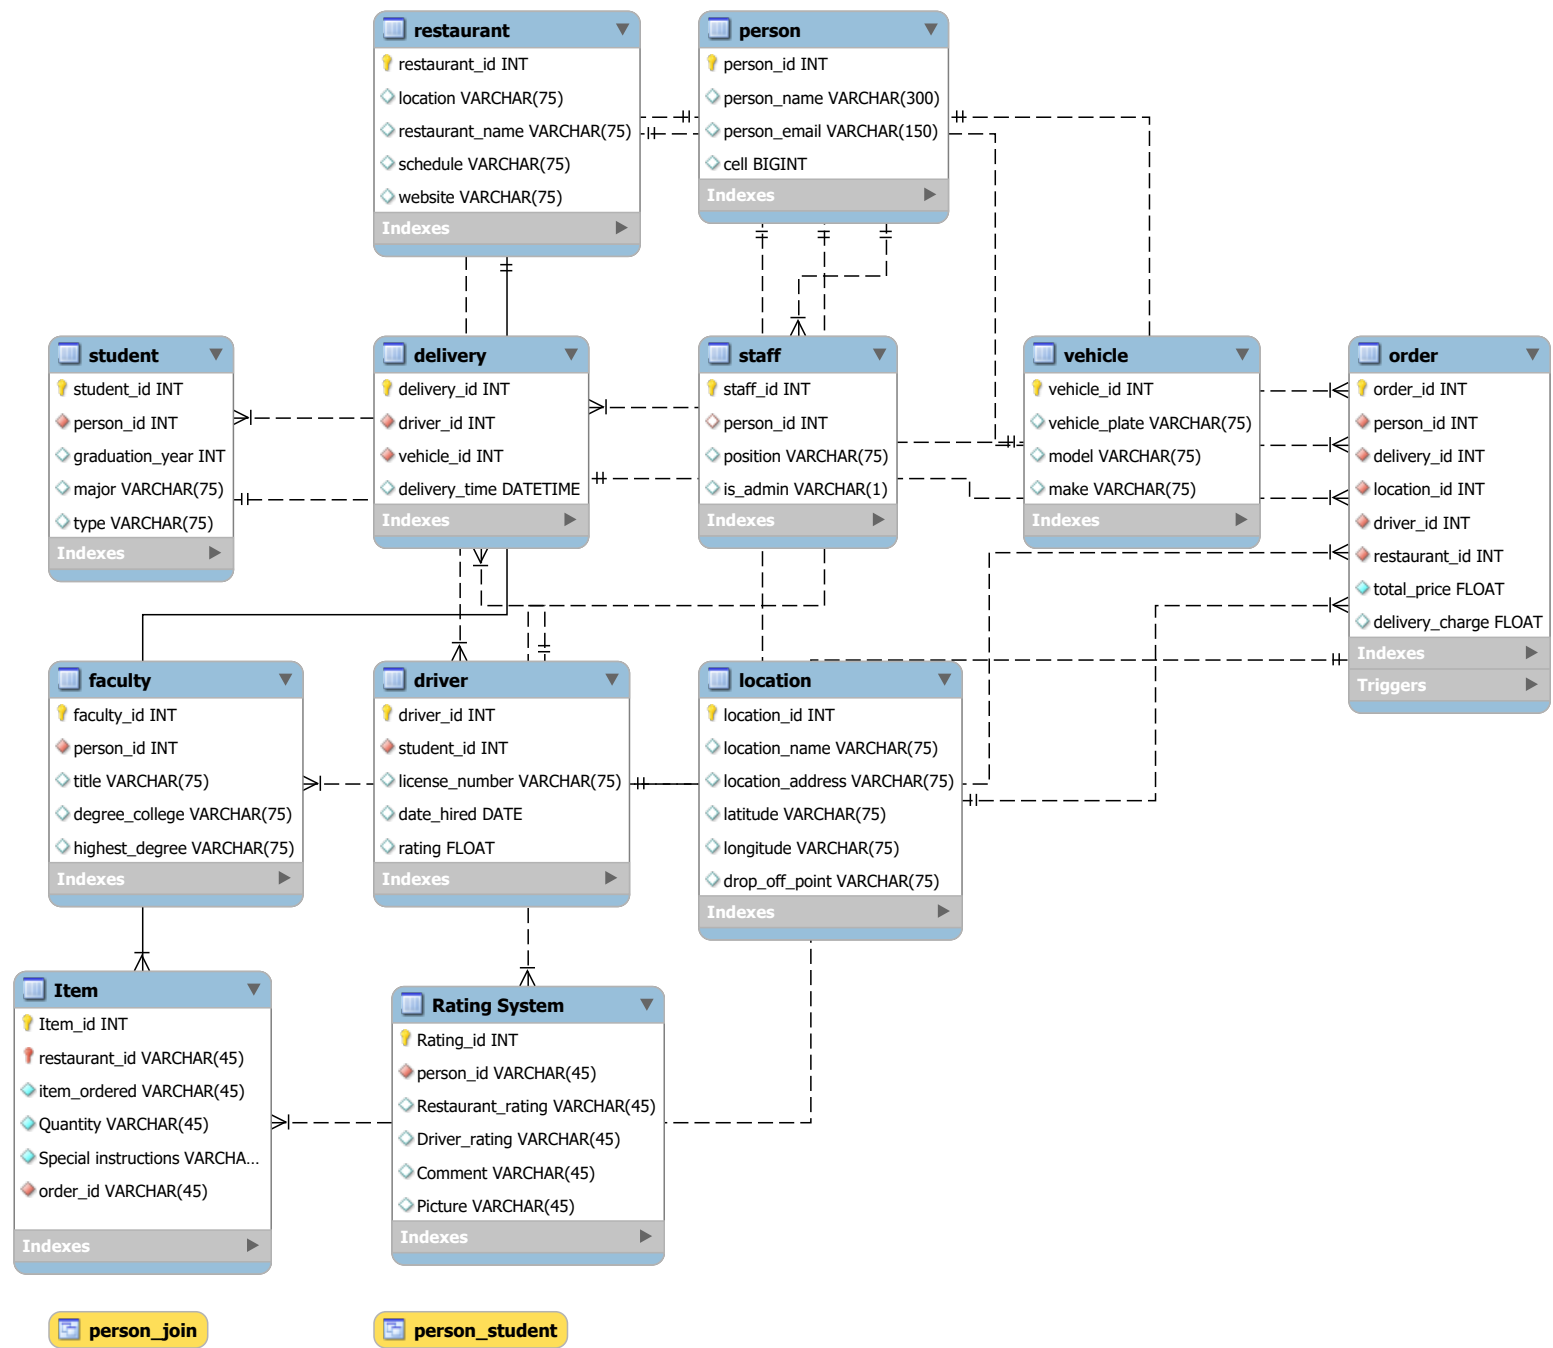 restaurant
restaurant_id INT
location VARCHAR(75)
restaurant_name VARCHAR(75)
schedule VARCHAR(75)
website VARCHAR(75)
Indexes
person
person_id INT
person_name VARCHAR(300)
person_email VARCHAR(150)
cell BIGINT
Indexes
student
student_id INT
person_id INT
graduation_year INT
major VARCHAR(75)
type VARCHAR(75)
Indexes
delivery
delivery_id INT
driver_id INT
vehicle_id INT
delivery_time DATETIME
Indexes
staff
staff_id INT
person_id INT
position VARCHAR(75)
is_admin VARCHAR(1)
Indexes
vehicle
vehicle_id INT
vehicle_plate VARCHAR(75)
model VARCHAR(75)
make VARCHAR(75)
Indexes
order
order_id INT
person_id INT
delivery_id INT
location_id INT
driver_id INT
restaurant_id INT
total_price FLOAT
delivery_charge FLOAT
Indexes
Triggers
faculty
faculty_id INT
person_id INT
title VARCHAR(75)
degree_college VARCHAR(75)
highest_degree VARCHAR(75)
Indexes
driver
driver_id INT
student_id INT
license_number VARCHAR(75)
date_hired DATE
rating FLOAT
Indexes
location
location_id INT
location_name VARCHAR(75)
location_address VARCHAR(75)
latitude VARCHAR(75)
longitude VARCHAR(75)
drop_off_point VARCHAR(75)
Indexes
Item
Item_id INT
restaurant_id VARCHAR(45)
item_ordered VARCHAR(45)
Quantity VARCHAR(45)
Special instructions VARCHA...
order_id VARCHAR(45)
Indexes
Rating System
Rating_id INT
person_id VARCHAR(45)
Restaurant_rating VARCHAR(45)
Driver_rating VARCHAR(45)
Comment VARCHAR(45)
Picture VARCHAR(45)
Indexes
person_join
person_student